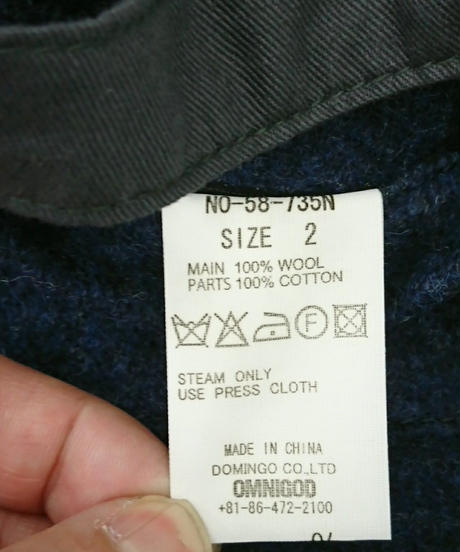 NO-58-735N
SIZE 2
MAIN 100% WOOL
PARTS 100% COTTON
F
STEAM ONLY
USE PRESS CLOTH
MADE IN CHINA
DOMINGO CO.,LTD
OMNIGOD
+81-86-472-2100